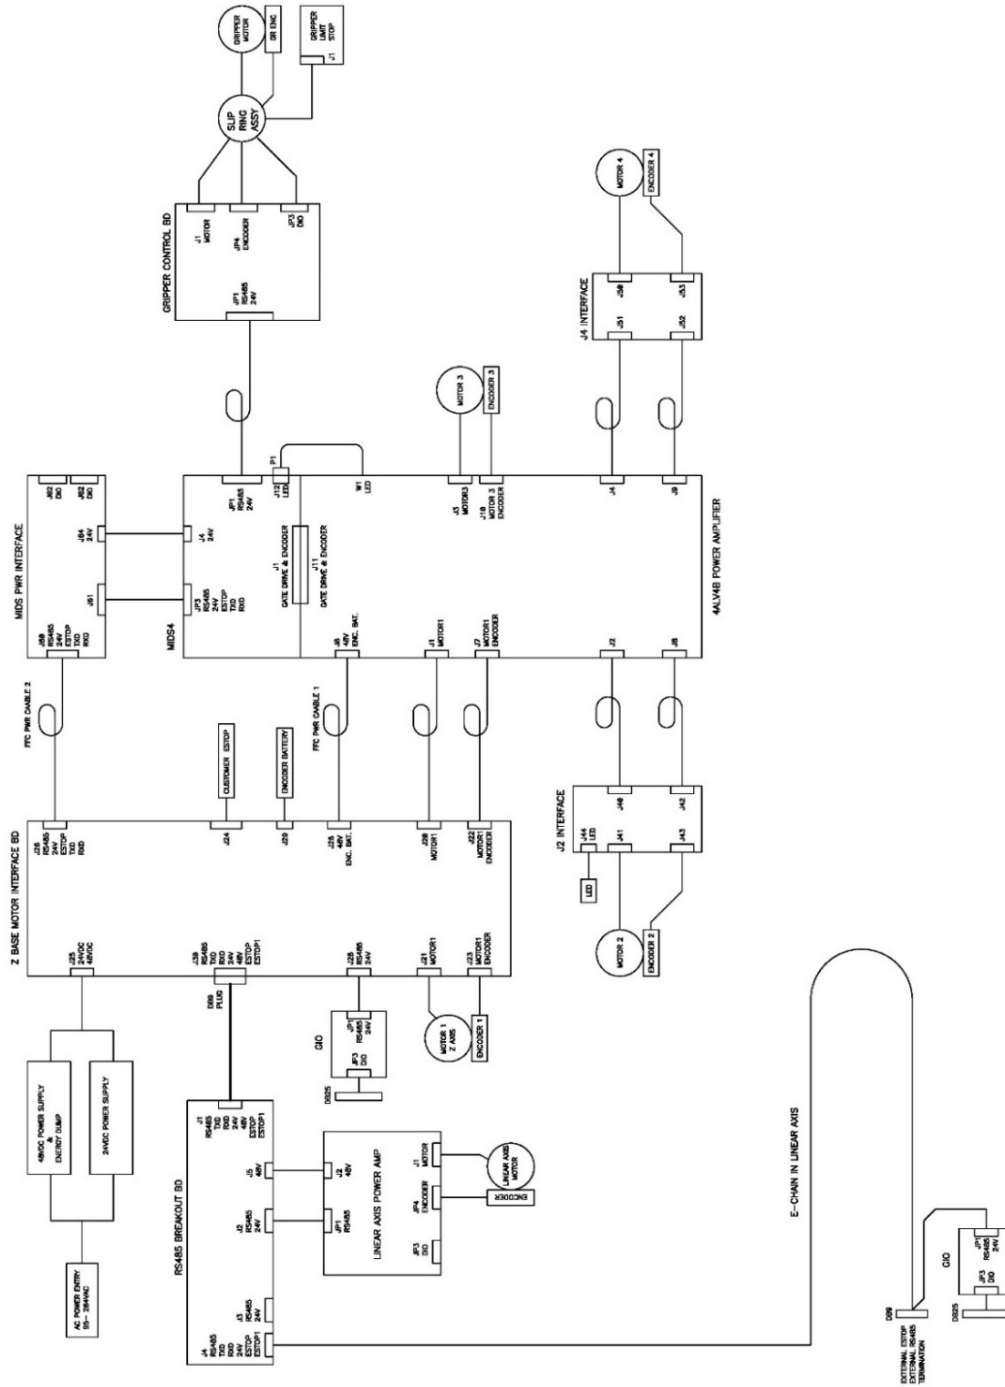 AC POWER ENTRY
95- 264VAC
48VDC POWER SUPPLY
&
ENERGY DUMP
24VDC POWER SUPPLY
Z BASE MOTOR INTERFACE BD
J25
24VDC
48VDC
J39
RS485
TXD
RXD
24V
48V
ESTOP
ESTOP1
DB9
PLUG
J26
RS485
24V
J21
MOTOR1
J23
MOTOR1
ENCODER
RS485
24V
ESTOP
TXD
RXD
J24
CUSTOMER ESTOP
J29
ENCODER BATTERY
48V
ENC. BAT.
J20
MOTOR1
J22
MOTOR1
ENCODER
FFC PWR CAABLE 2
FFC PWR CAABLE 1
GIO
JP1
RS485
24V
JP3
DIO
DB25
MOTOR 1
Z AXIS
ENCODER 1
RS485 BREAKOUT BD
J1
RS485
TXD
RXD
24V
48V
ESTOP
ESTOP1
J5
48V
J2
RS485
24V
J3
RS485
24V
J4
RS485
TXD
RXD
24V
ESTOP
ESTOP1
LINEAR AXIS POWER AMP
J2
48V
JP1
RS485
J1
MOTOR
JP4
ENCODER
JP3
DIO
LINEAR AXIS
MOTOR
ENCODER
MIDS PWR INTERFACE
J60
RS485
24V
ESTOP
TXD
RXD
J61
J64
24V
J62
DIO
J62
DIO
MIDS4
JP3
RS485
24V
ESTOP
TXD
RXD
J4
24V
JP1
RS485
24V
J12
LED
P1
J1
GATE DRIVE & ENCODER
J11
GATE DRIVE & ENCODER
W1
LED
48V
ENC. BAT.
J1
MOTOR1
J7
MOTOR1
ENCODER
J2
J8
J3
MOTOR3
J10
MOTOR 3
ENCODER
J4
J9
4ALV4B POWER AMPLIFIER
MOTOR 3
ENCODER 3
GRIPPER CONTROL BD
JP1
RS485
24V
J1
MOTOR
JP4
ENCODER
JP3
DIO
SLIP
RING
ASSY
GRIPPER
MOTOR
GR ENC
GRIPPER
LIMIT
STOP
J1
J2 INTERFACE
J44
LED
J41
J43
J40
J42
LED
MOTOR 2
ENCODER 2
J4 INTERFACE
J51
J52
J50
J53
MOTOR 4
ENCODER 4
E-CHAIN IN LINEAR AXIS
DB9
EXTERNAL ESTOP
EXTERNAL RS485
TERMINATION
GIO
JP1
RS485
24V
JP3
DIO
DB25